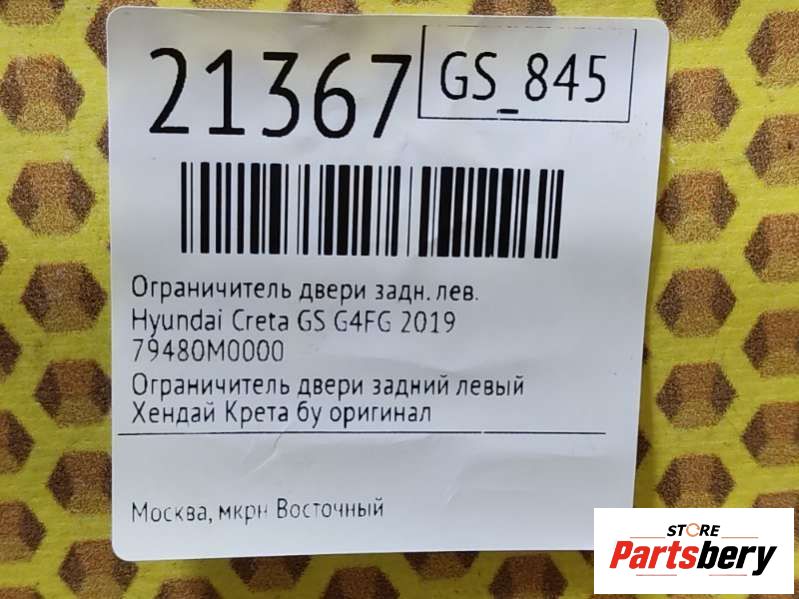 21367
GS_845
Ограничитель двери задн. лев.
Hyundai Creta GS G4FG 2019
79480M0000
Ограничитель двери задний левый
Хендай Крета бу оригинал
Москва, мкрн Восточный
STORE
Partsbery